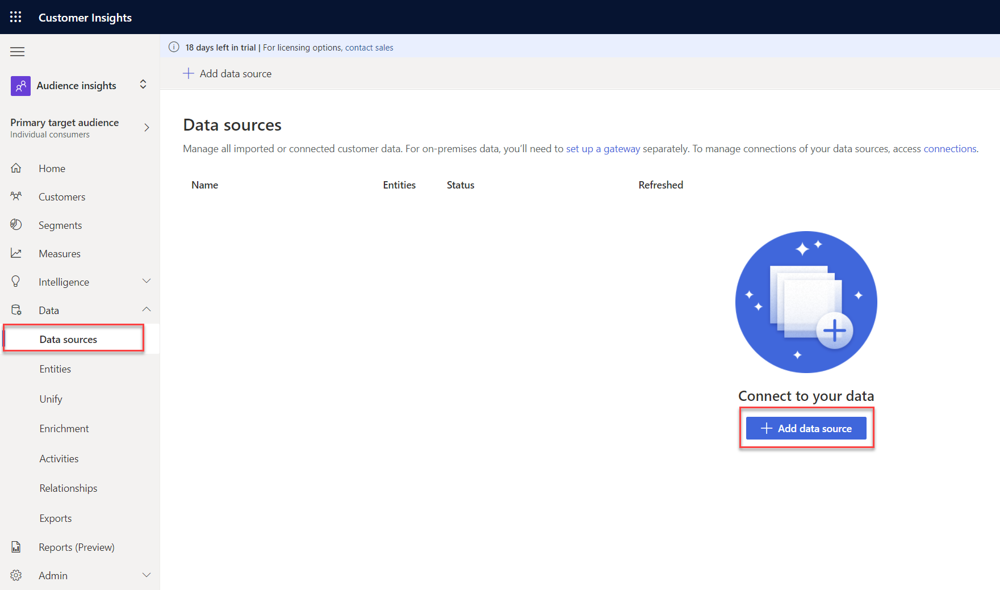 Customer Insights
18 days left in trial | For licensing options, contact sales
Add data source
Audience insights
Primary target audience
Individual consumers
Home
Customers
Segments
Measures
Intelligence
Data
Data sources
Entities
Unify
Enrichment
Activities
Relationships
Exports
Reports (Preview)
Admin
Data sources
Manage all imported or connected customer data. For on-premises data, you’ll need to set up a gateway separately. To manage connections of your data sources, access connections.
Name Entities Status Refreshed
Connect to your data
Add data source